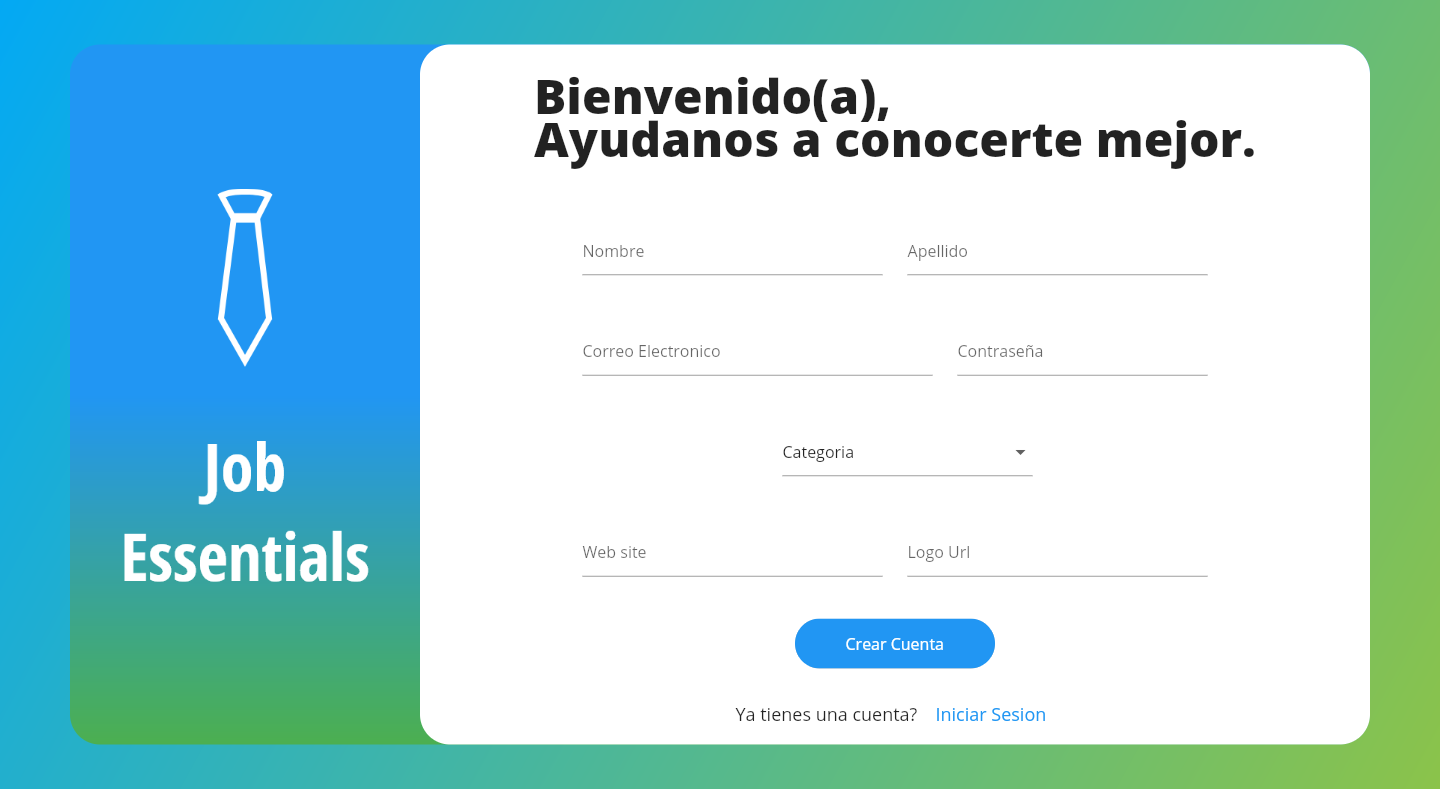 Job
Essentials
Bienvenido(a),
Ayudanos a conocerte mejor.
Nombre
Apellido
Correo Electronico
Contraseña
Categoria
Web site
Logo Url
Crear Cuenta
Ya tienes una cuenta? Iniciar Sesion